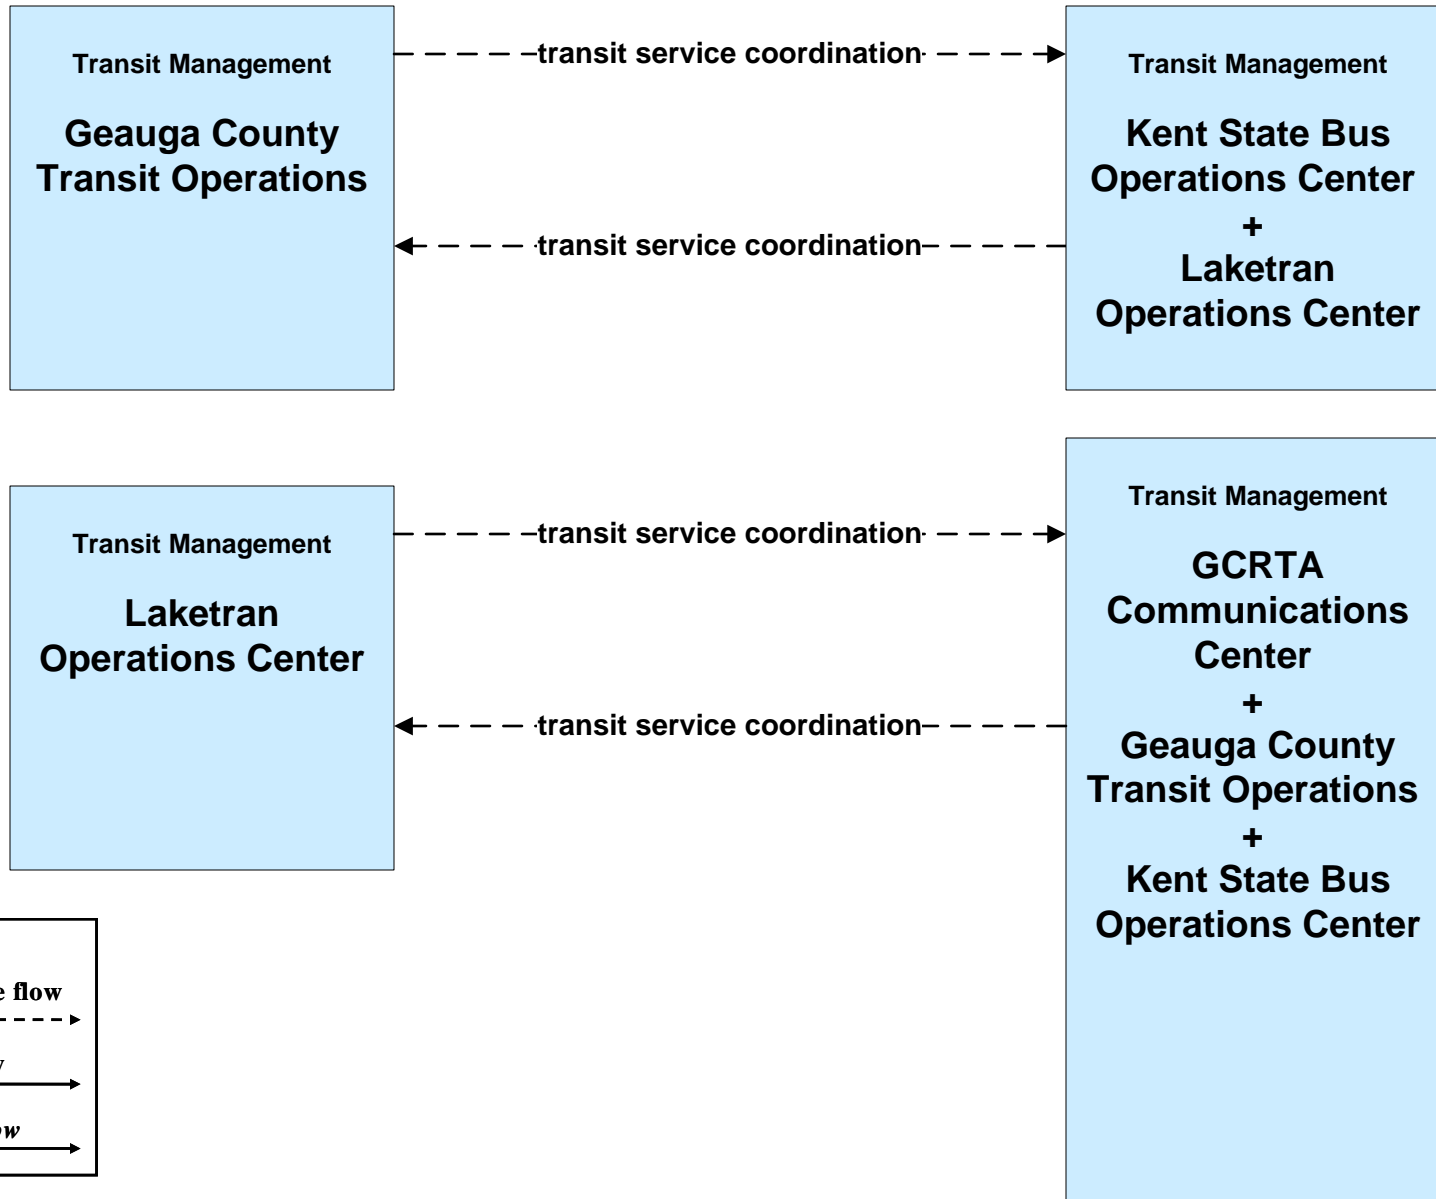 Transit Management
Geauga County
Transit Operations
transit service coordination
transit service coordination
Transit Management
Kent State Bus
Operations Center
+
Laketran
Operations Center
Transit Management
Laketran
Operations Center
transit service coordination
transit service coordination
Transit Management
GCRTA
Communications
Center
+
Geauga County
Transit Operations
+
Kent State Bus
Operations Center
flow